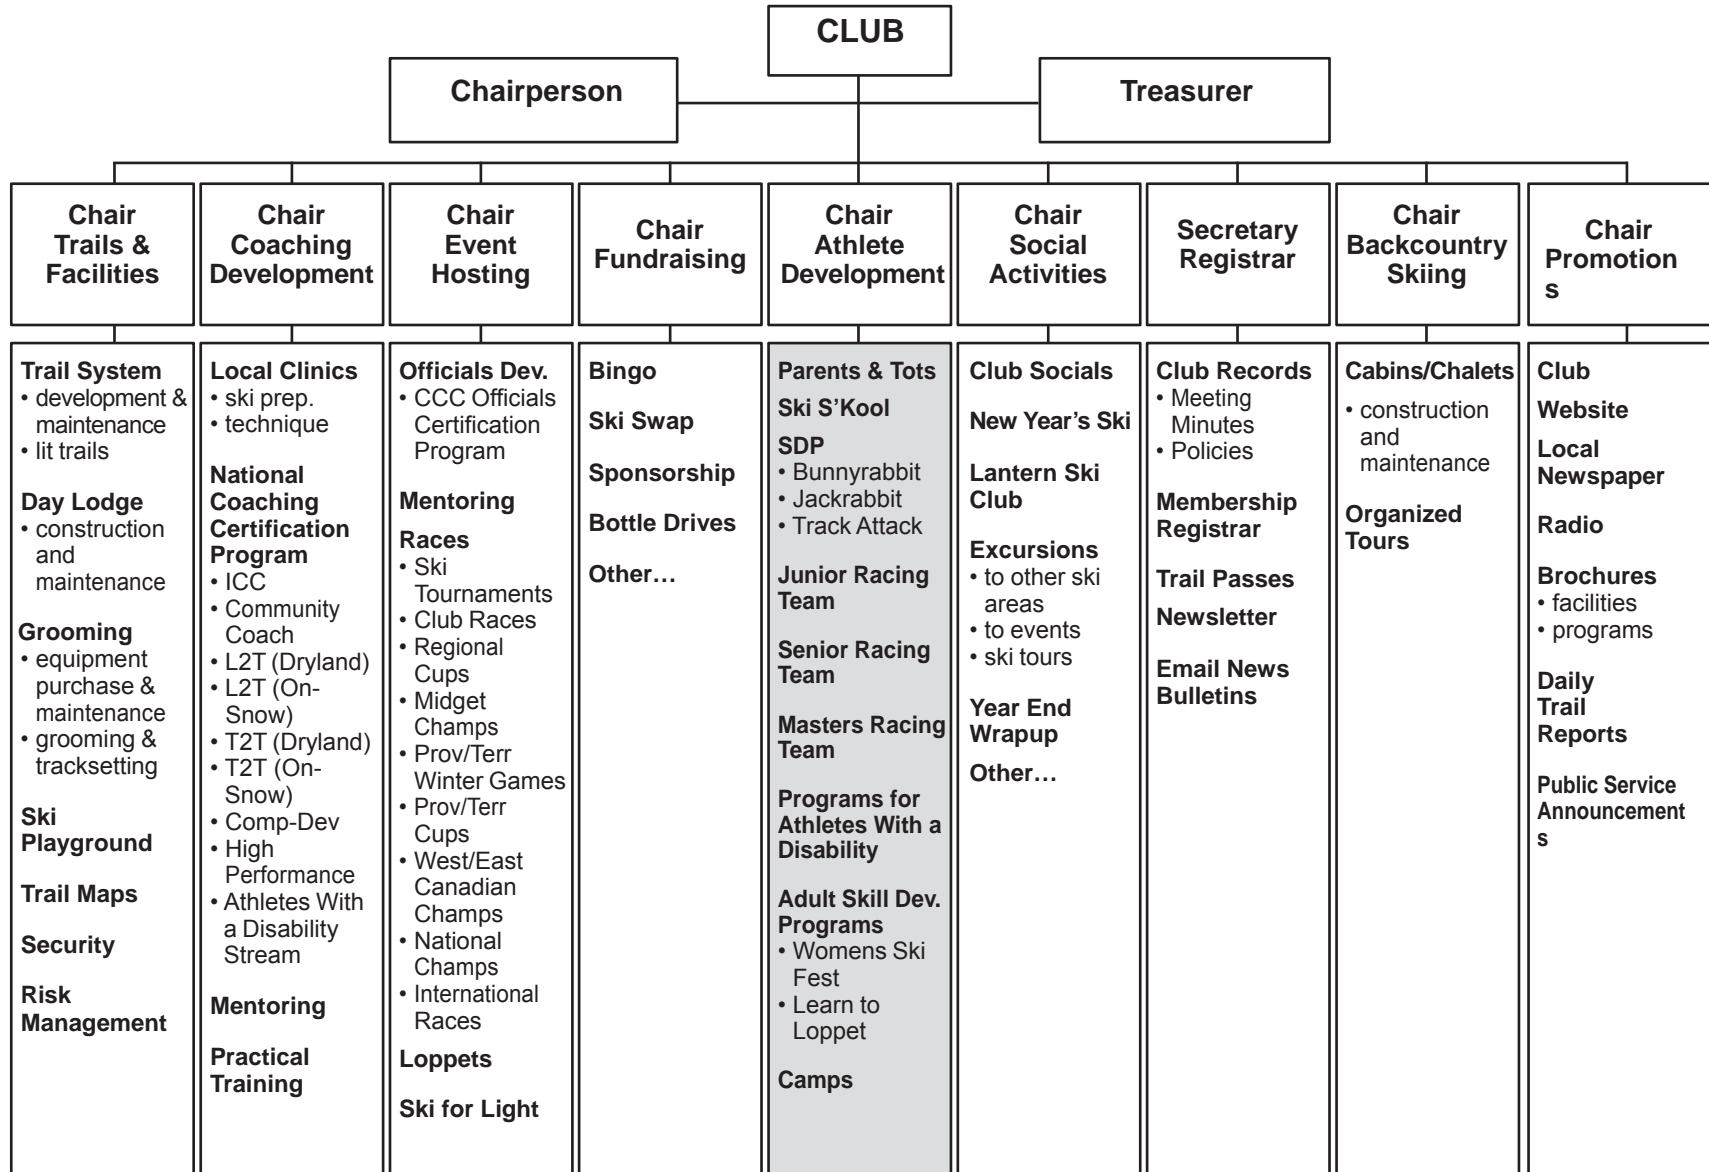 CLUB
Chairperson
Treasurer
Chair
Trails &
Facilities
Chair
Coaching
Development
Chair
Event
Hosting
Chair
Fundraising
Chair
Athlete
Development
Chair
Social
Activities
Secretary
Registrar
Chair
Backcountry
Skiing
Chair
Promotion
s
Trail System
• development &
maintenance
• lit trails
Day Lodge
• construction
and
maintenance
Grooming
• equipment
purchase &
maintenance
• grooming &
tracksetting
Ski
Playground
Trail Maps
Security
Risk
Management
Local Clinics
• ski prep.
• technique
National
Coaching
Certification
Program
• ICC
• Community
Coach
• L2T (Dryland)
• L2T (On-
Snow)
• T2T (Dryland)
• T2T (On-
Snow)
• Comp-Dev
• High
Performance
• Athletes With
a Disability
Stream
Mentoring
Practical
Training
Officials Dev.
• CCC Officials
Certification
Program
Mentoring
Races
• Ski
Tournaments
• Club Races
• Regional
Cups
• Midget
Champs
• Prov/Terr
Winter Games
• Prov/Terr
Cups
• West/East
Canadian
Champs
• National
Champs
• International
Races
Loppets
Ski for Light
Bingo
Ski Swap
Sponsorship
Bottle Drives
Other…
Parents & Tots
Ski S’Kool
SDP
• Bunnyrabbit
• Jackrabbit
• Track Attack
Junior Racing
Team
Senior Racing
Team
Masters Racing
Team
Programs for
Athletes With a
Disability
Adult Skill Dev.
Programs
• Womens Ski
Fest
• Learn to
Loppet
Camps
Club Socials
New Year’s Ski
Lantern Ski
Club
Excursions
• to other ski
areas
• to events
• ski tours
Year End
Wrapup
Other…
Club Records
• Meeting
Minutes
• Policies
Membership
Registrar
Trail Passes
Newsletter
Email News
Bulletins
Cabins/Chalets
• construction
and
maintenance
Organized
Tours
Club
Website
Local
Newspaper
Radio
Brochures
• facilities
• programs
Daily
Trail
Reports
Public Service
Announcement
s